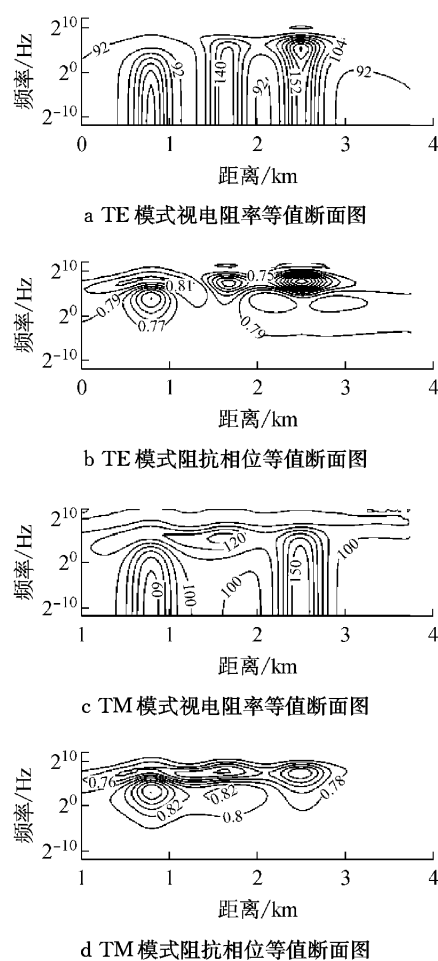 2^10
2^0
2^-10
频率/Hz
92
92
140
92
152
104
92
0 1 2 3 4
距离/km
a TE 模式视电阻率等值断面图
2^10
2^0
2^-10
频率/Hz
0.79
0.81
0.77
0.75
0.79
0 1 2 3 4
距离/km
b TE 模式阻抗相位等值断面图
2^10
2^0
2^-10
频率/Hz
120
100
60
100
100
150
1 1 2 3 4
距离/km
c TM 模式视电阻率等值断面图
2^10
2^0
2^-10
频率/Hz
0.76
0.82
0.82
0.8
0.78
1 1 2 3 4
距离/km
d TM 模式阻抗相位等值断面图